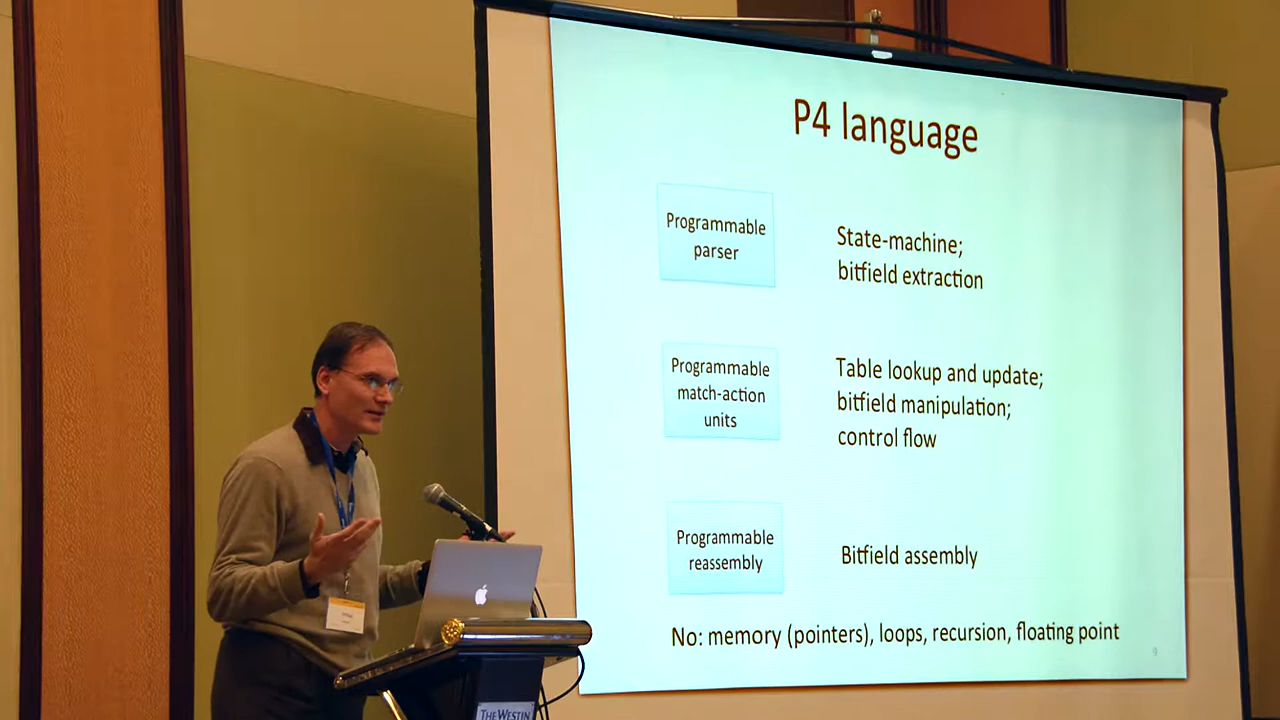 P4 language
Programmable
parser
State-machine;
bitfield extraction
Programmable
match-action
units
Table lookup and update;
bitfield manipulation;
control flow
Programmable
reassembly
Bitfield assembly
No: memory (pointers), loops, recursion, floating point
9
THE WESTIN